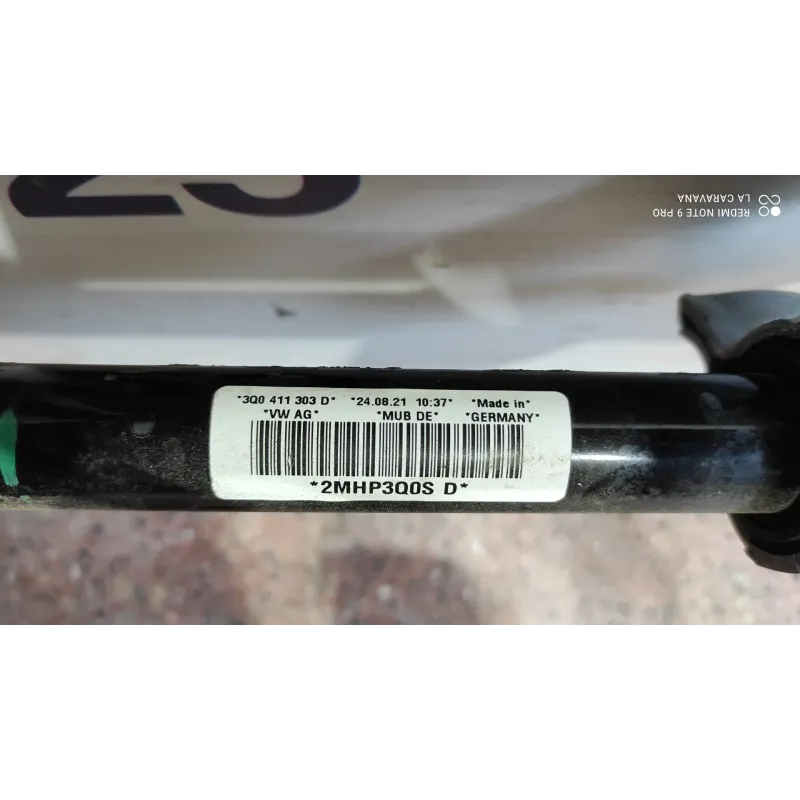 25
REDMI NOTE 9 PRO
LA CARAVANA
*3Q0 411 303 D* *24.08.21 10:37* *Made in*
*VW AG* *MUB DE* *GERMANY*
*2MHP3Q0S D*